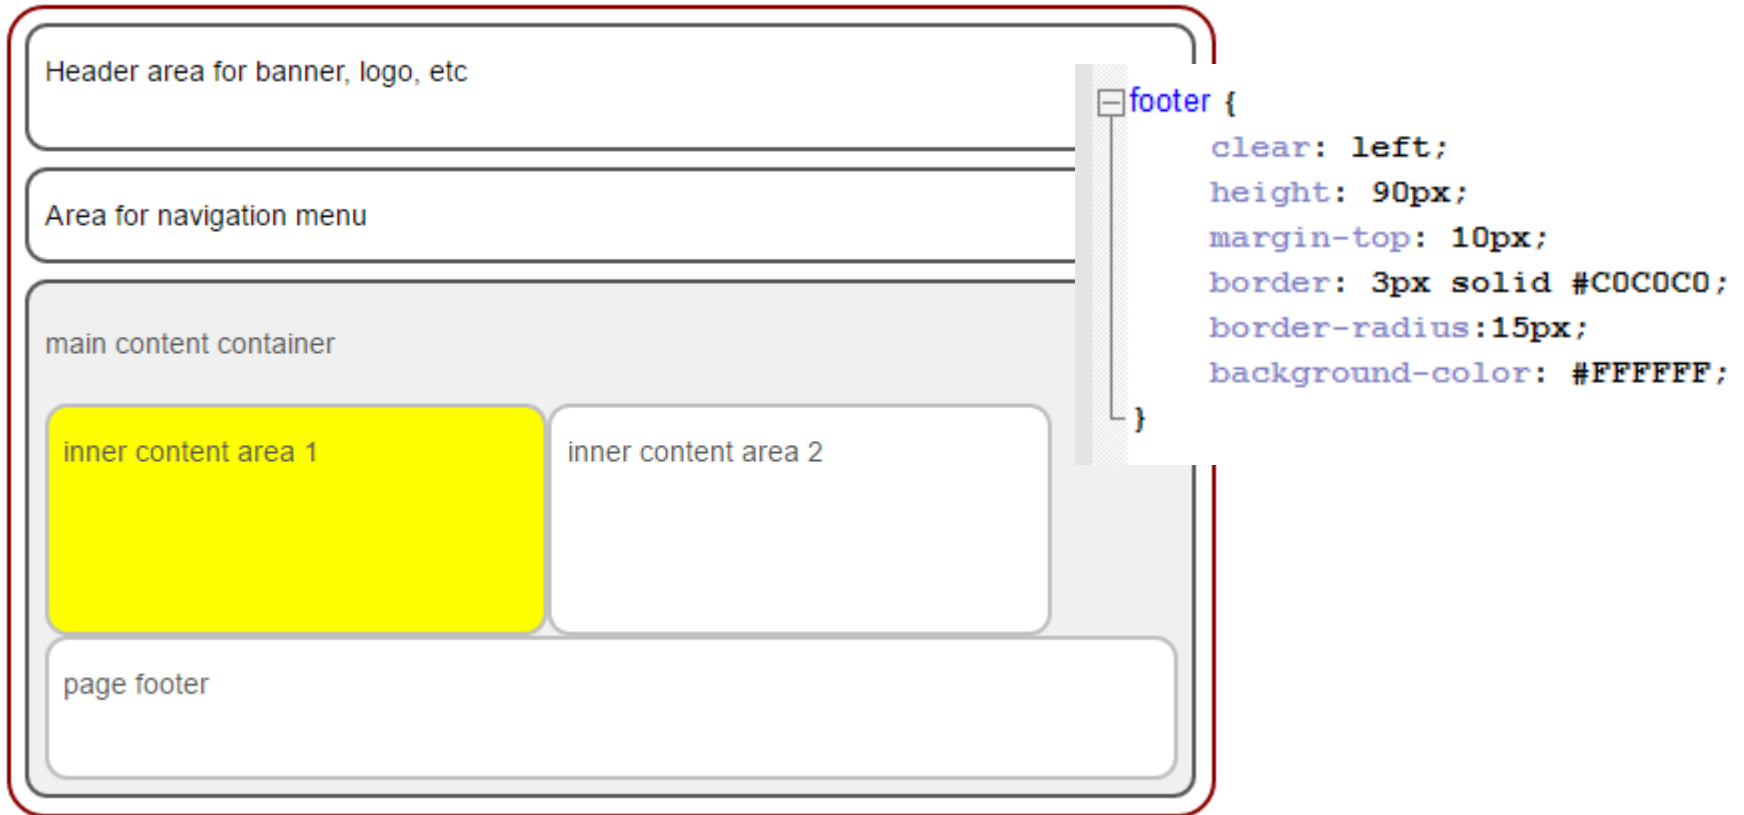 Header area for banner, logo, etc
Area for navigation menu
main content container
inner content area 1
inner content area 2
page footer
footer {
clear: left;
height: 90px;
margin-top: 10px;
border: 3px solid #C0C0C0;
border-radius:15px;
background-color: #FFFFFF;
}